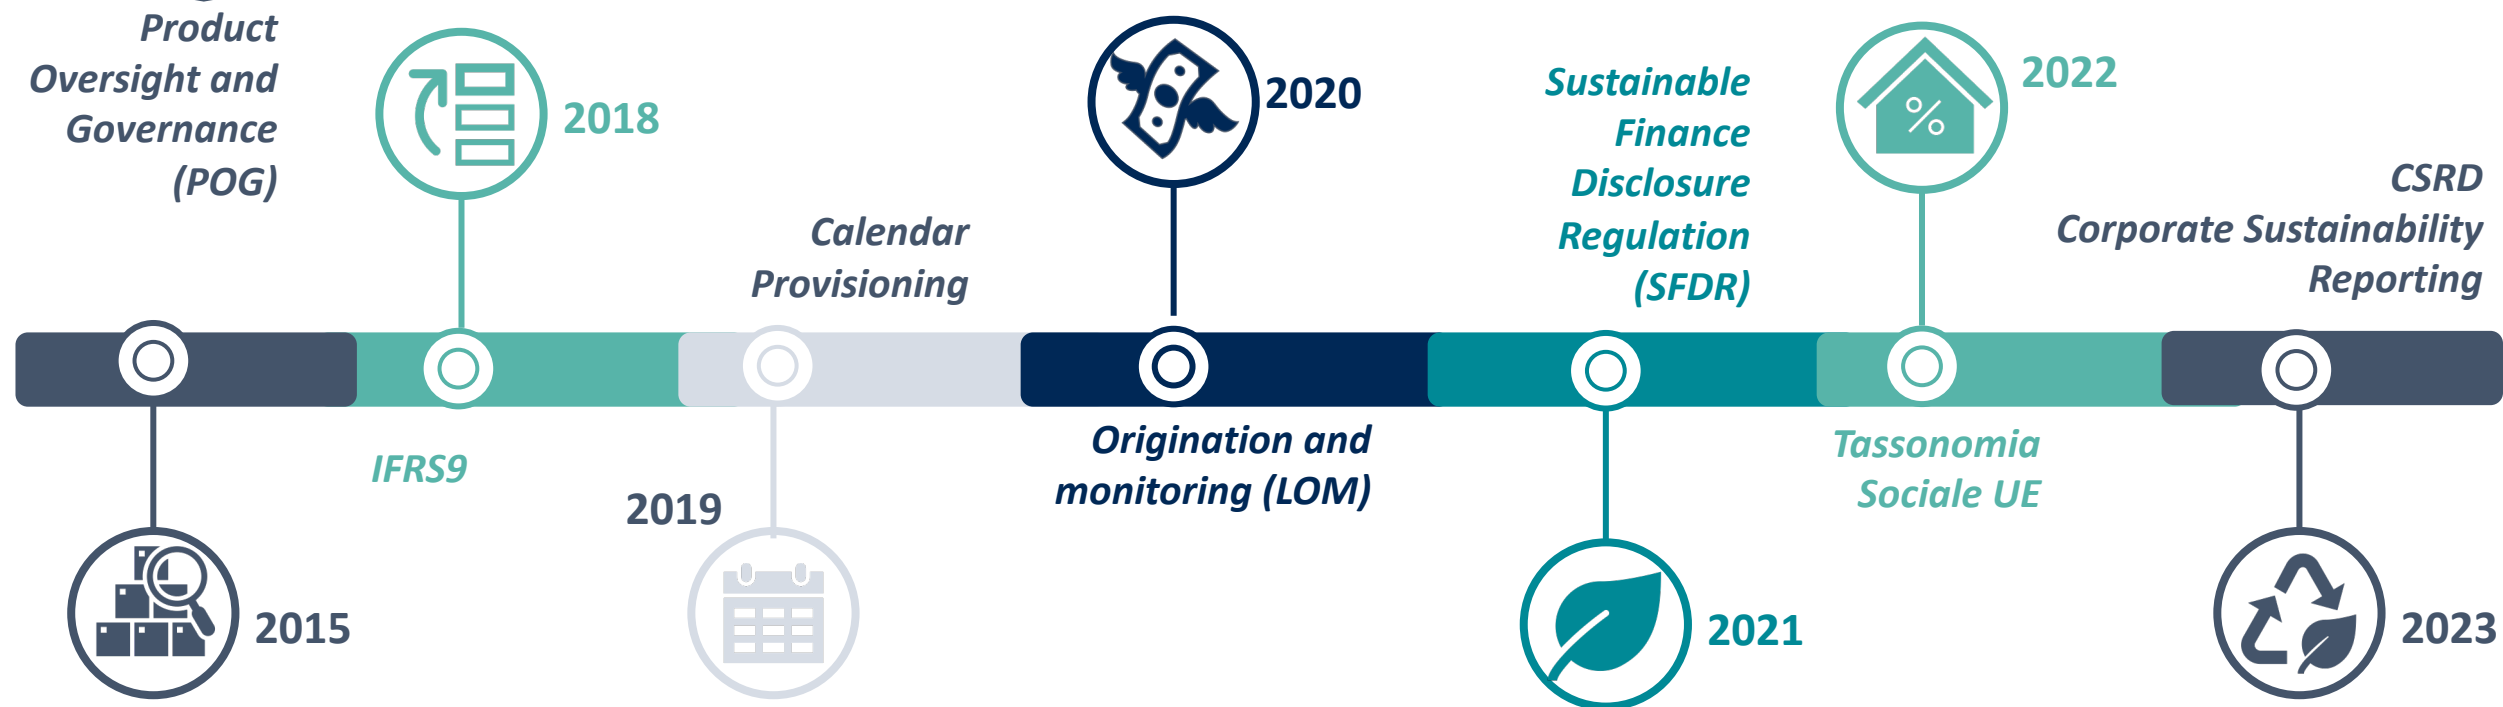 Product
Oversight and
Governance
(POG)
2015
2018
IFRS9
Calendar
Provisioning
2019
2020
Origination and
monitoring (LOM)
Sustainable
Finance
Disclosure
Regulation
(SFDR)
2021
2022
Tassonomia
Sociale UE
CSRD
Corporate Sustainability
Reporting
2023